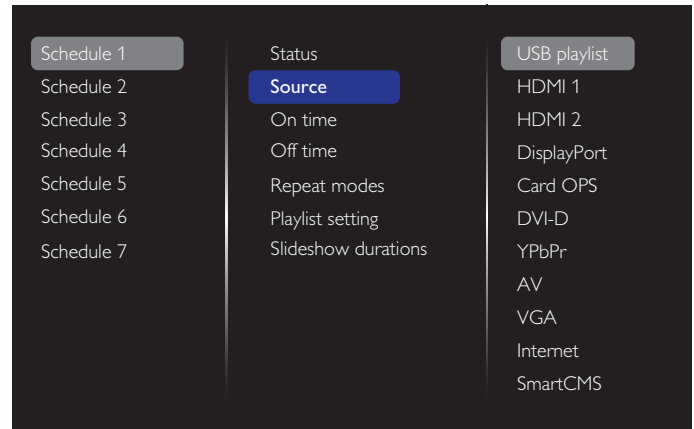 Schedule 1
Schedule 2
Schedule 3
Schedule 4
Schedule 5
Schedule 6
Schedule 7
Status
Source
On time
Off time
Repeat modes
Playlist setting
Slideshow durations
USB playlist
HDMI 1
HDMI 2
DisplayPort
Card OPS
DVI-D
YPbPr
AV
VGA
Internet
SmartCMS